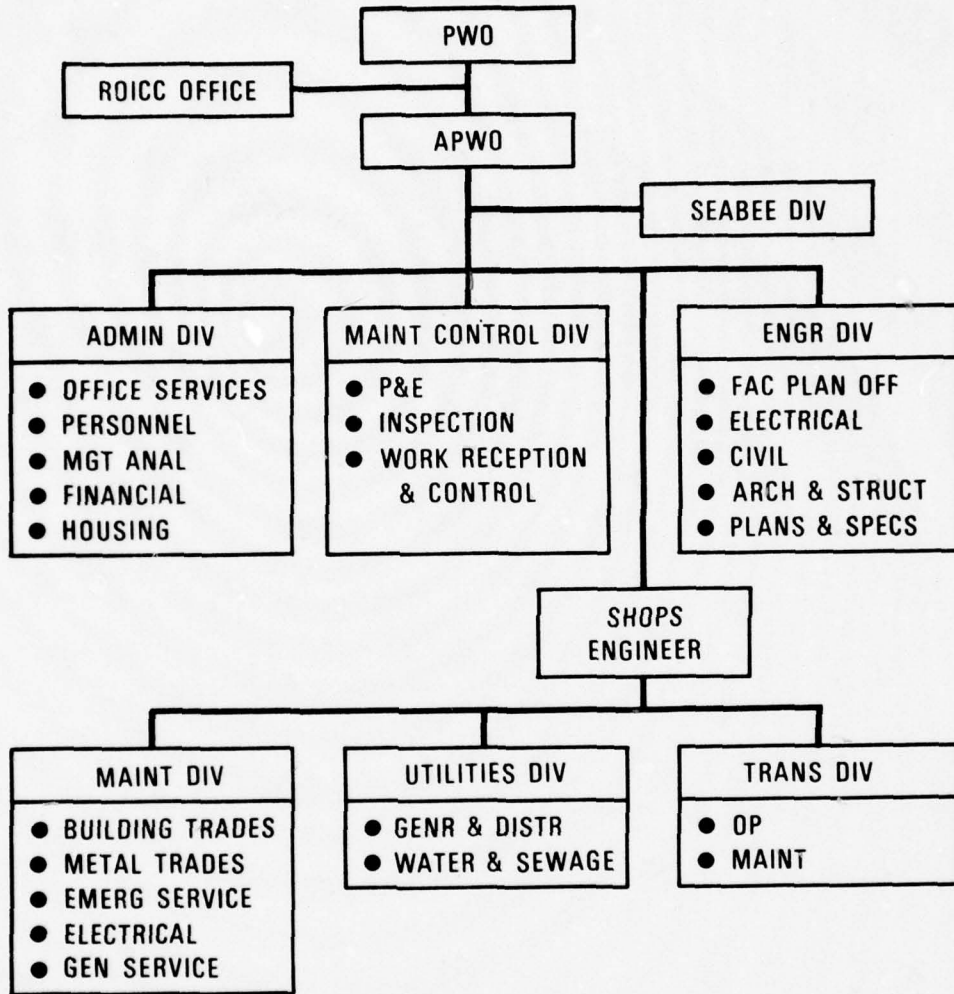 PWO
ROICC OFFICE
APWO
SEABEE DIV
ADMIN DIV
● OFFICE SERVICES
● PERSONNEL
● MGT ANAL
● FINANCIAL
● HOUSING
MAINT CONTROL DIV
● P&E
● INSPECTION
● WORK RECEPTION
& CONTROL
ENGR DIV
● FAC PLAN OFF
● ELECTRICAL
● CIVIL
● ARCH & STRUCT
● PLANS & SPECS
SHOPS
ENGINEER
MAINT DIV
● BUILDING TRADES
● METAL TRADES
● EMERG SERVICE
● ELECTRICAL
● GEN SERVICE
UTILITIES DIV
● GENR & DISTR
● WATER & SEWAGE
TRANS DIV
● OP
● MAINT